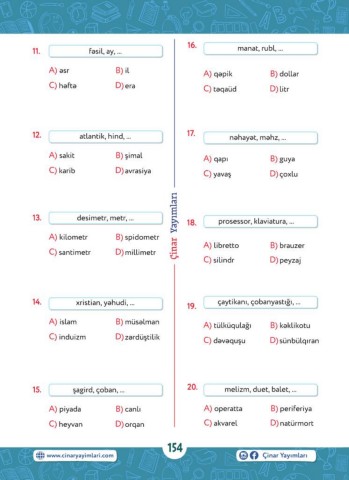 11. fəsil, ay, ...
A) əsr B) il
C) həftə D) era
12. atlantik, hind, ...
A) sakit B) şimal
C) karib D) avrasiya
13. desimetr, metr, ...
A) kilometr B) spidometr
C) santimetr D) millimetr
14. xristian, yəhudi, ...
A) islam B) müsəlman
C) induizm D) zərdüştilik
15. şagird, çoban, ...
A) piyada B) canlı
C) heyvan D) orqan
Çinar Yayımları
16. manat, rubl, ...
A) qəpik B) dollar
C) təqaüd D) litr
17. nəhayət, məhz, ...
A) qapı B) guya
C) yavaş D) çoxlu
18. prosessor, klaviatura, ...
A) libretto B) brauzer
C) silindr D) peyzaj
19. çaytikanı, çobanyastığı, ...
A) tülküqulağı B) kəklikotu
C) dəvəquşu D) sünbülqıran
20. melizm, duet, balet, ...
A) operatta B) periferiya
C) akvarel D) natürmort
www.cinaryayimlari.com
154
Çinar Yayımları